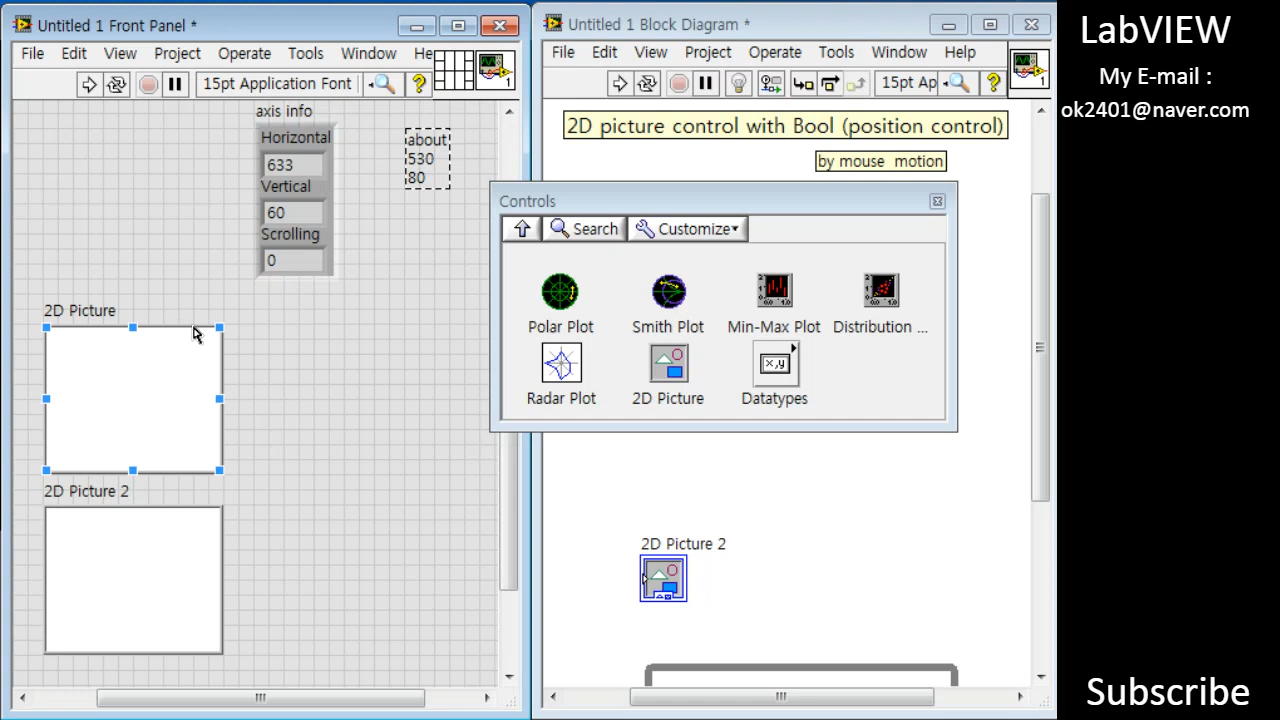 Untitled 1 Front Panel *
File Edit View Project Operate Tools Window He
15pt Application Font
axis info
Horizontal
633
Vertical
60
Scrolling
0
about
530
80
2D Picture
2D Picture 2
Untitled 1 Block Diagram *
File Edit View Project Operate Tools Window Help
15pt Ap
2D picture control with Bool (position control)
by mouse motion
Controls
Search Customize
Polar Plot Smith Plot Min-Max Plot Distribution ...
Radar Plot 2D Picture Datatypes
2D Picture 2
LabVIEW
My E-mail :
ok2401@naver.com
Subscribe